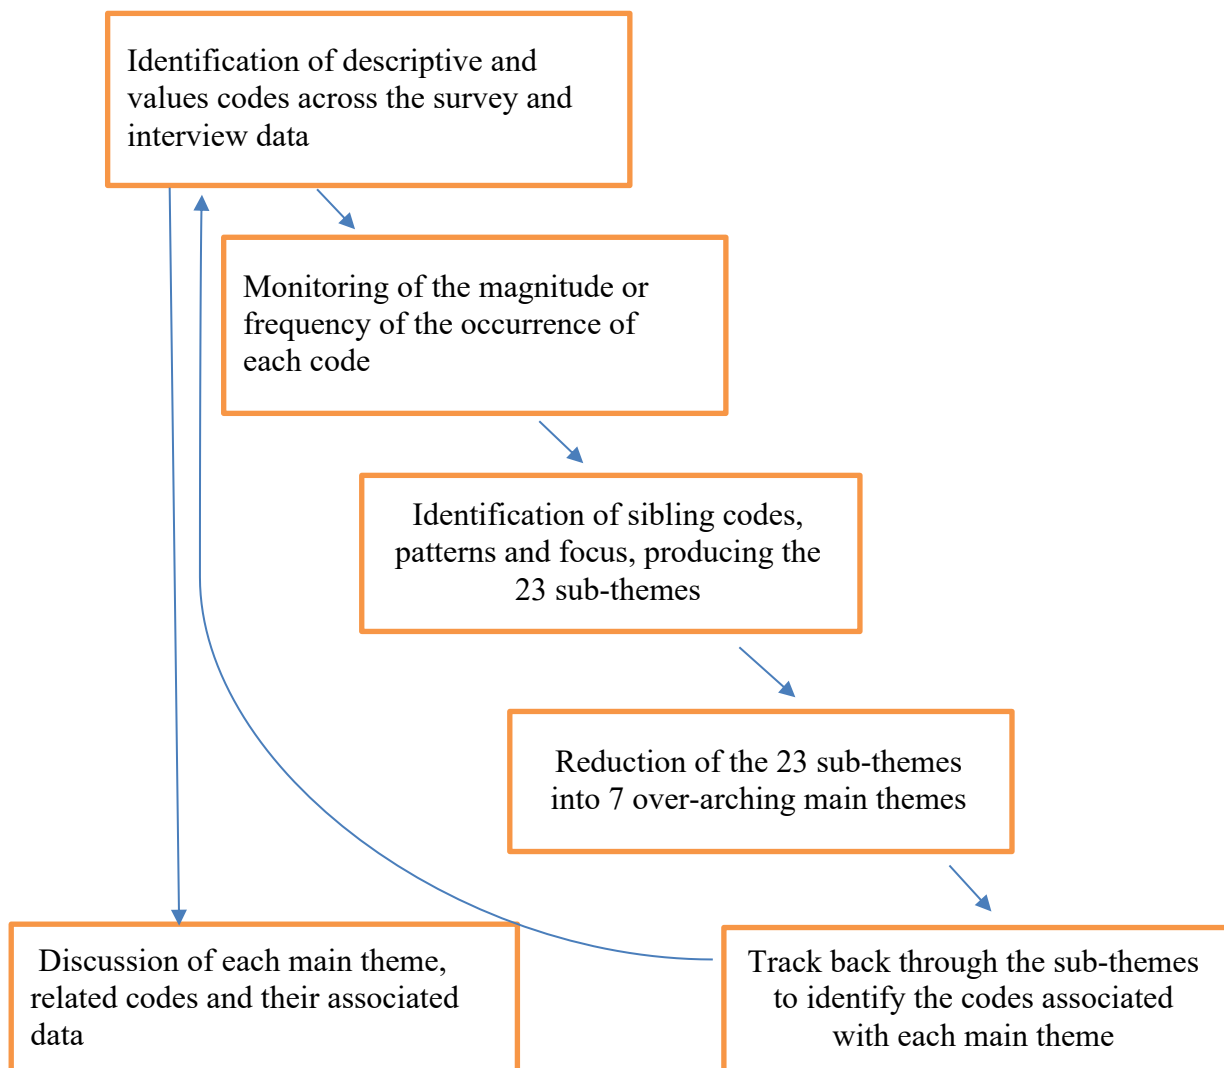 Identification of descriptive and
values codes across the survey and
interview data
Monitoring of the magnitude or
frequency of the occurrence of
each code
Identification of sibling codes,
patterns and focus, producing the
23 sub-themes
Reduction of the 23 sub-themes
into 7 over-arching main themes
Discussion of each main theme,
related codes and their associated
data
Track back through the sub-themes
to identify the codes associated
with each main theme